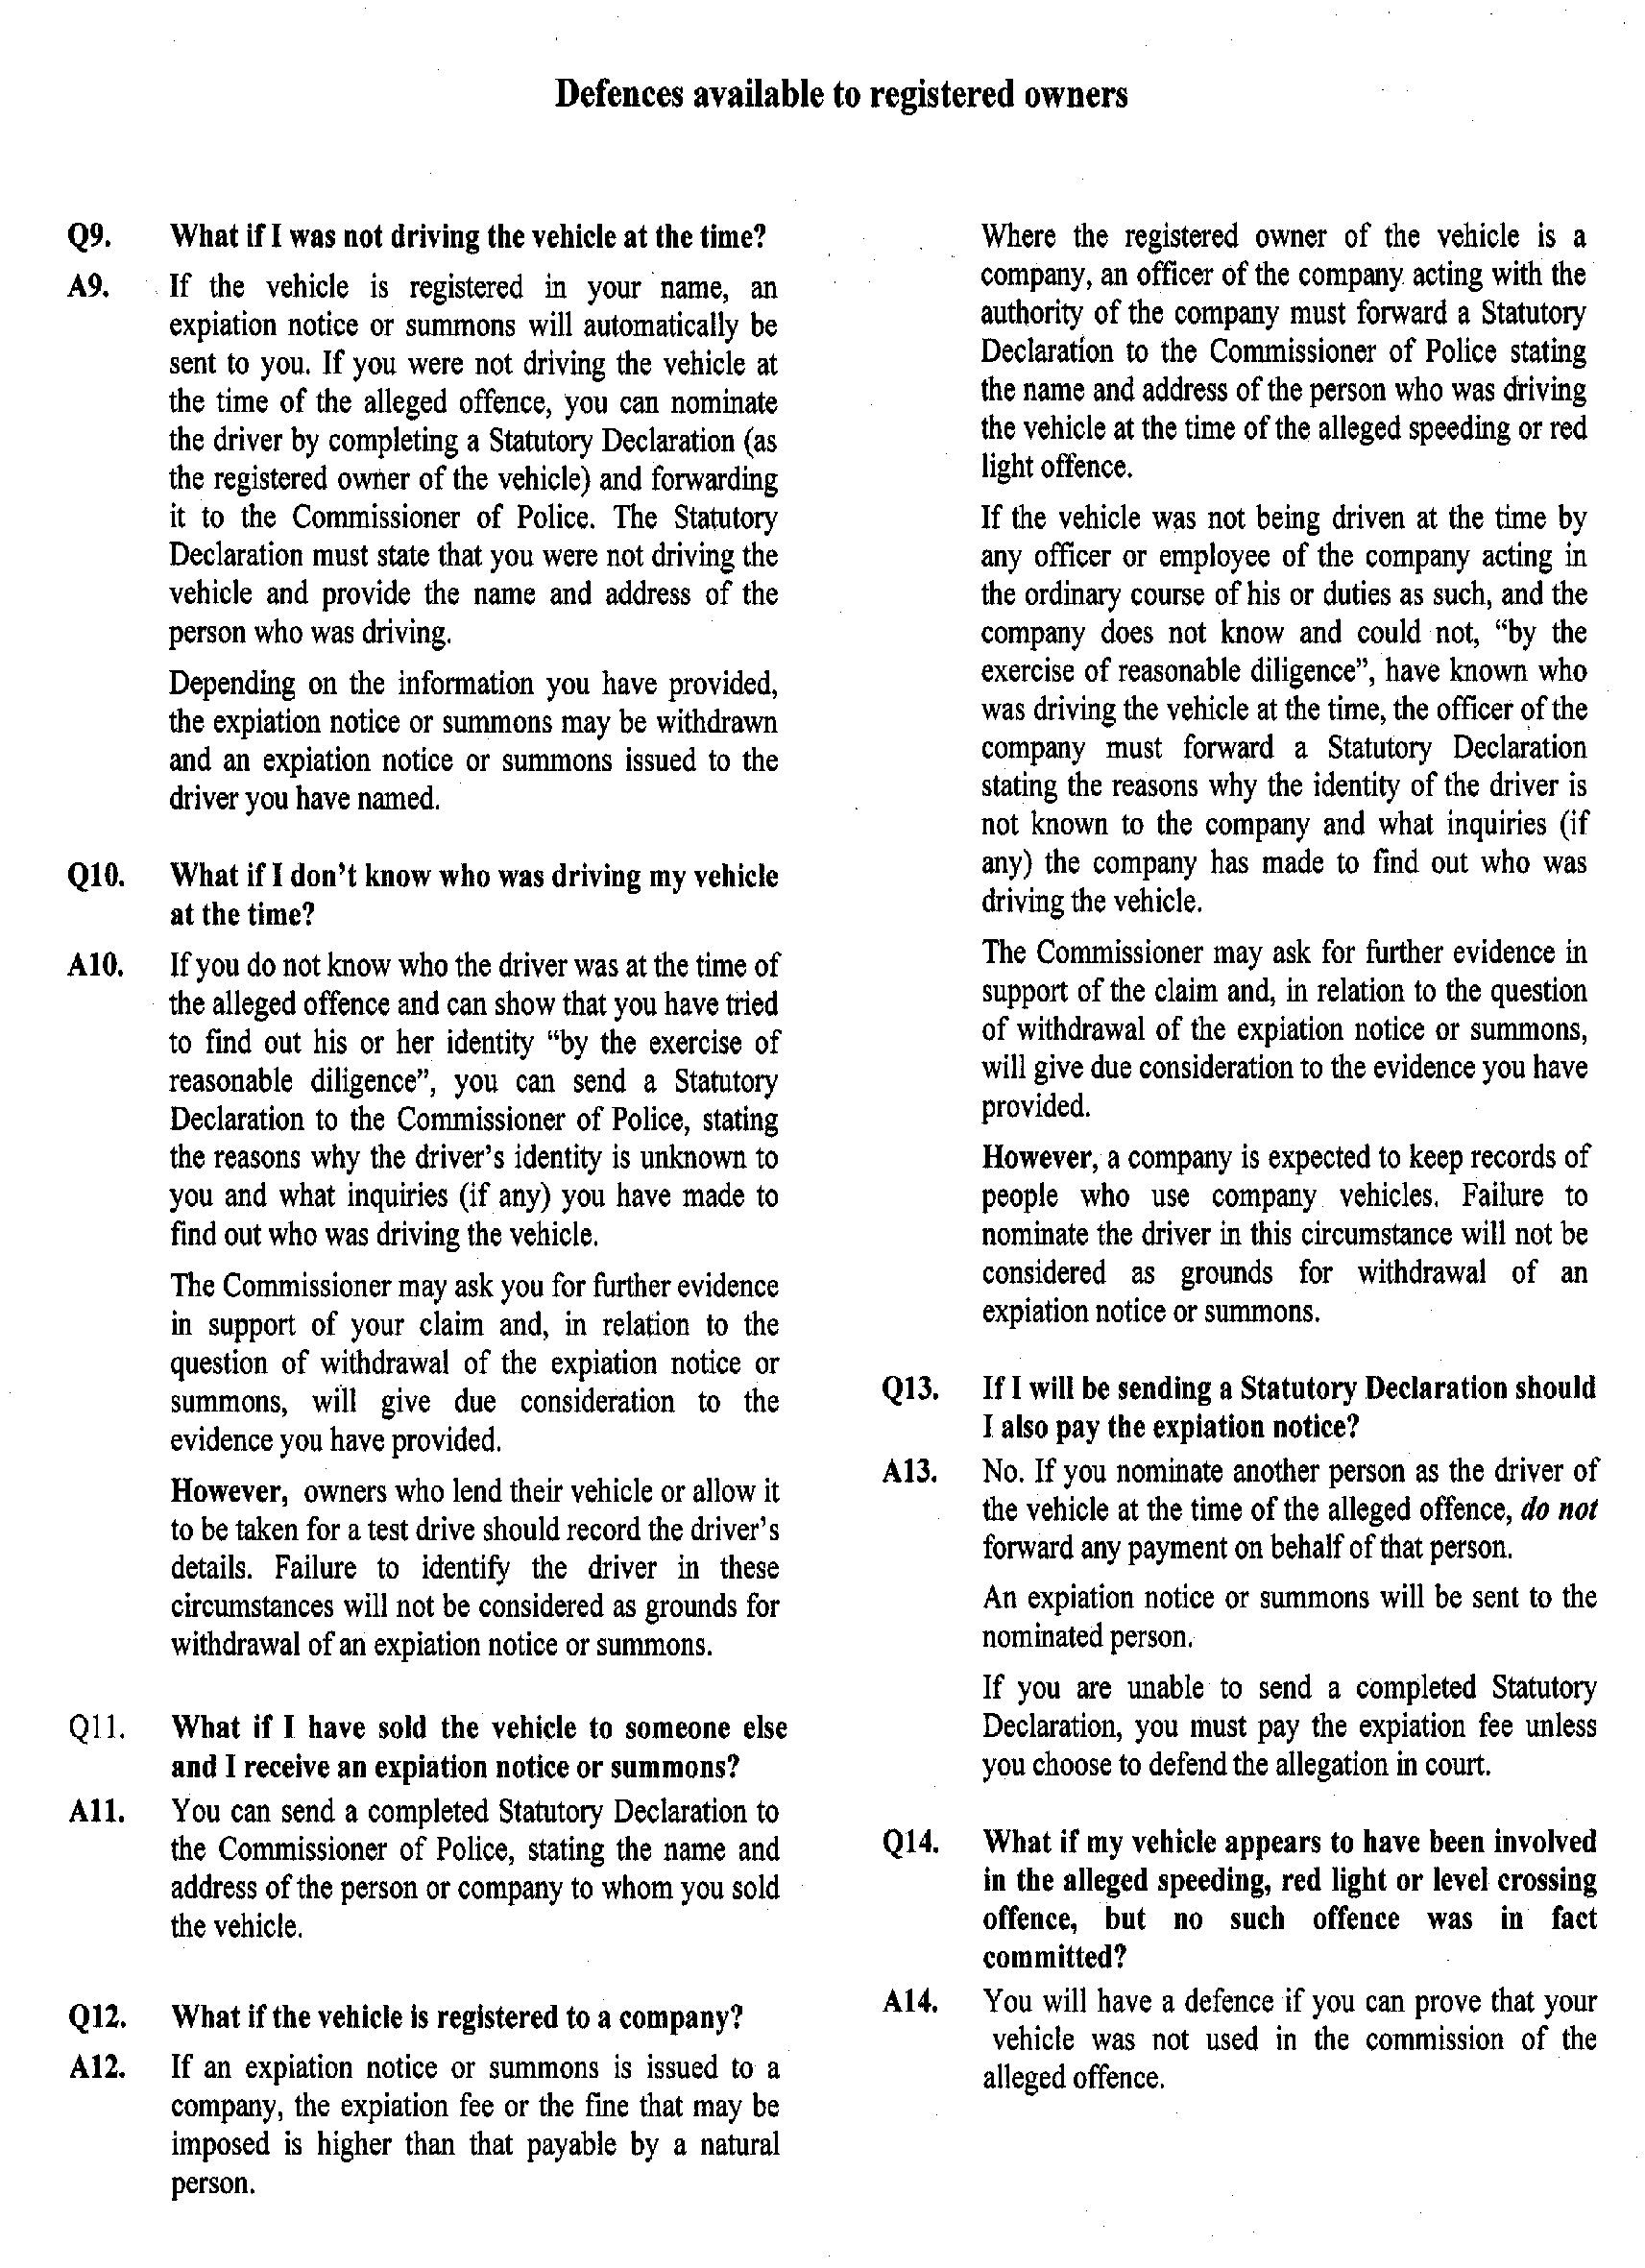 Defences available to registered owners
Q9. What if I was not driving the vehicle at the time?
A9. If the vehicle is registered in your name, an
expiation notice or summons will automatically be
sent to you. If you were not driving the vehicle at
the time of the alleged offence, you can nominate
the driver by completing a Statutory Declaration (as
the registered owner of the vehicle) and forwarding
it to the Commissioner of Police. The Statutory
Declaration must state that you were not driving the
vehicle and provide the name and address of the
person who was driving.
Depending on the information you have provided,
the expiation notice or summons may be withdrawn
and an expiation notice or summons issued to the
driver you have named.
Q10. What if I don't know who was driving my vehicle
at the time?
A10. If you do not know who the driver was at the time of
the alleged offence and can show that you have tried
to find out his or her identity “by the exercise of
reasonable diligence”, you can send a Statutory
Declaration to the Commissioner of Police, stating
the reasons why the driver's identity is unknown to
you and what inquiries (if any) you have made to
find out who was driving the vehicle.
The Commissioner may ask you for further evidence
in support of your claim and, in relation to the
question of withdrawal of the expiation notice or
summons, will give due consideration to the
evidence you have provided.
However, owners who lend their vehicle or allow it
to be taken for a test drive should record the driver's
details. Failure to identify the driver in these
circumstances will not be considered as grounds for
withdrawal of an expiation notice or summons.
Q11. What if I have sold the vehicle to someone else
and I receive an expiation notice or summons?
A11. You can send a completed Statutory Declaration to
the Commissioner of Police, stating the name and
address of the person or company to whom you sold
the vehicle.
Q12. What if the vehicle is registered to a company?
A12. If an expiation notice or summons is issued to a
company, the expiation fee or the fine that may be
imposed is higher than that payable by a natural
person.
Where the registered owner of the vehicle is a
company, an officer of the company acting with the
authority of the company must forward a Statutory
Declaration to the Commissioner of Police stating
the name and address of the person who was driving
the vehicle at the time of the alleged speeding or red
light offence.
If the vehicle was not being driven at the time by
any officer or employee of the company acting in
the ordinary course of his or duties as such, and the
company does not know and could not, “by the
exercise of reasonable diligence”, have known who
was driving the vehicle at the time, the officer of the
company must forward a Statutory Declaration
stating the reasons why the identity of the driver is
not known to the company and what inquiries (if
any) the company has made to find out who was
driving the vehicle.
The Commissioner may ask for further evidence in
support of the claim and, in relation to the question
of withdrawal of the expiation notice or summons,
will give due consideration to the evidence you have
provided.
However, a company is expected to keep records of
people who use company vehicles. Failure to
nominate the driver in this circumstance will not be
considered as grounds for withdrawal of an
expiation notice or summons.
Q13. If I will be sending a Statutory Declaration should
I also pay the expiation notice?
A13. No. If you nominate another person as the driver of
the vehicle at the time of the alleged offence, do not
forward any payment on behalf of that person.
An expiation notice or summons will be sent to the
nominated person.
If you are unable to send a completed Statutory
Declaration, you must pay the expiation fee unless
you choose to defend the allegation in court.
Q14. What if my vehicle appears to have been involved
in the alleged speeding, red light or level crossing
offence, but no such offence was in fact
committed?
A14. You will have a defence if you can prove that your
vehicle was not used in the commission of the
alleged offence.